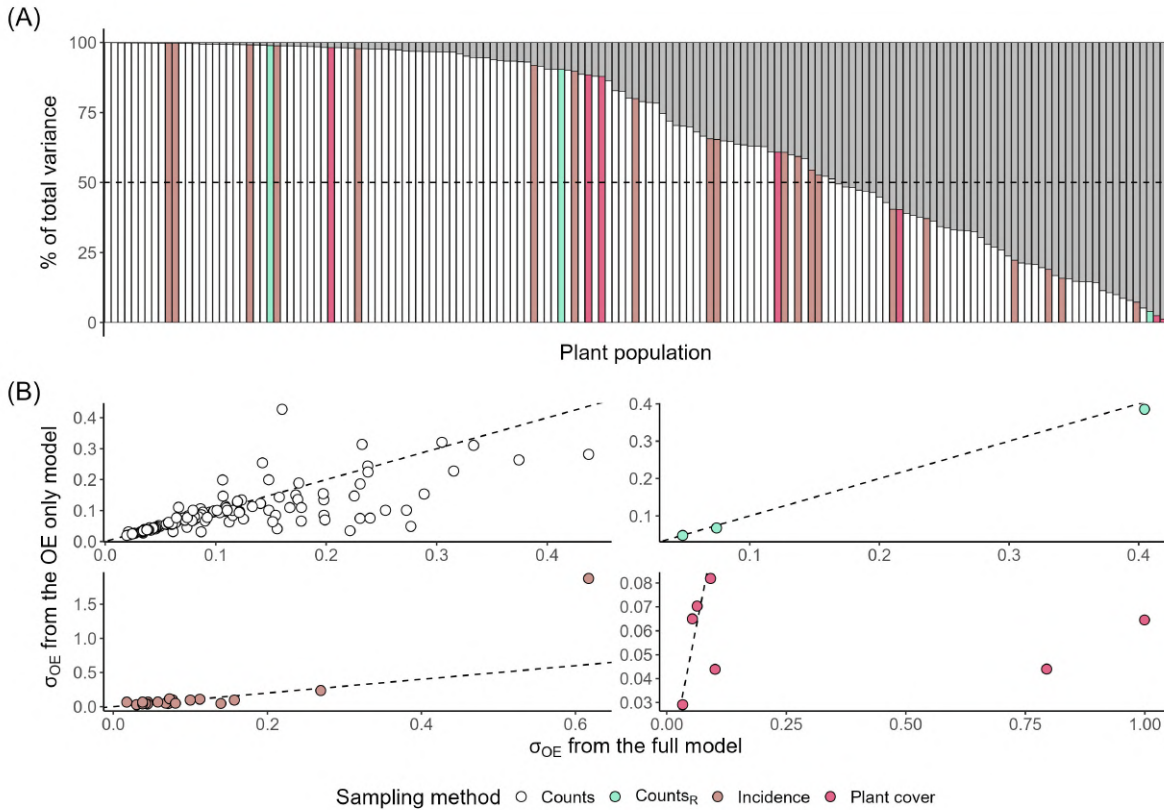 (A)
100
75
50
25
0
% of total variance
Plant population
(B)
0.4
0.3
0.2
0.1
0.0
0.0 0.1 0.2 0.3 0.4
0.4
0.3
0.2
0.1
0.1 0.2 0.3 0.4
1.5
1.0
0.5
0.0
0.0 0.2 0.4 0.6
0.08
0.07
0.06
0.05
0.04
0.03
0.00 0.25 0.50 0.75 1.00
σOE from the OE only model
σOE from the full model
Sampling method Counts CountsR Incidence Plant cover